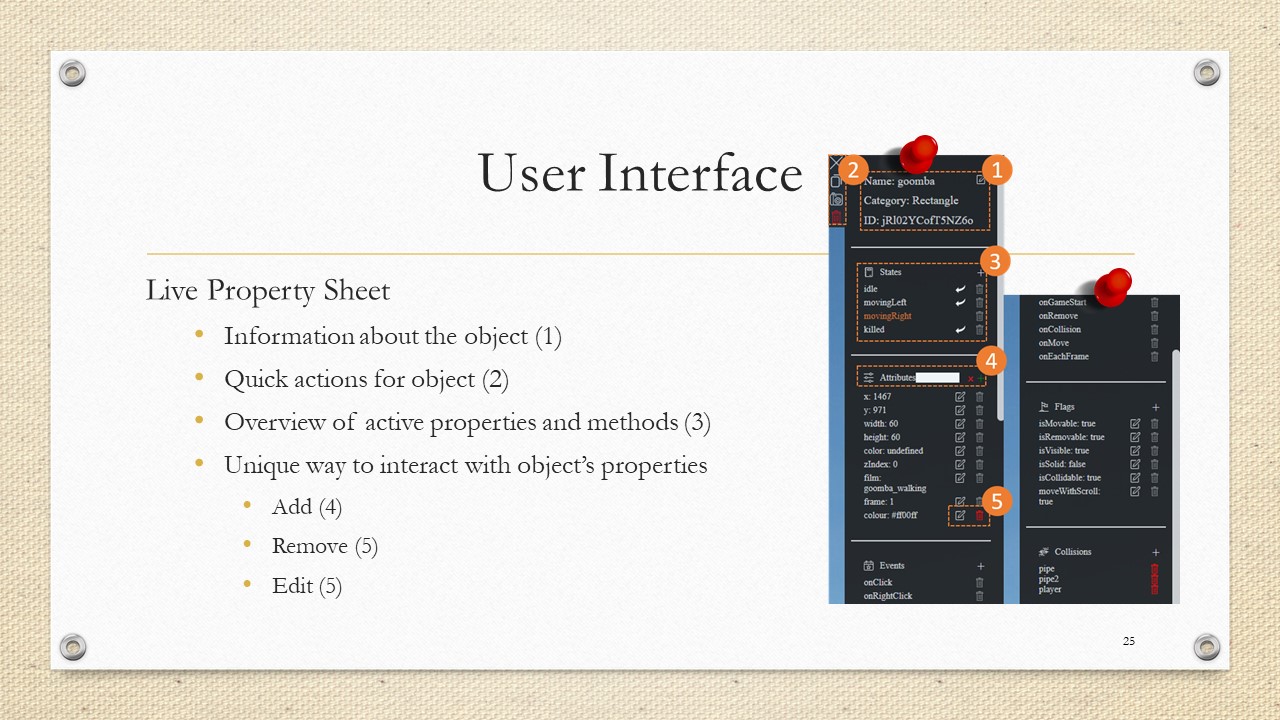 User Interface
Live Property Sheet
• Information about the object (1)
• Quick actions for object (2)
• Overview of active properties and methods (3)
• Unique way to interact with object’s properties
• Add (4)
• Remove (5)
• Edit (5)
2
1
Name: goomba
Category: Rectangle
ID: jRl02YCofT5NZ6o
3
States +
idle
movingLeft
movingRight
killed
4
Attributes x +
x: 1467
y: 971
width: 60
height: 60
color: undefined
zIndex: 0
film:
goomba_walking
frame: 1
colour: #ff00ff
5
Events +
onClick
onRightClick
onGameStart
onRemove
onCollision
onMove
onEachFrame
Flags +
isMovable: true
isRemovable: true
isVisible: true
isSolid: false
isCollidable: true
moveWithScroll:
true
Collisions +
pipe
pipe2
player
25